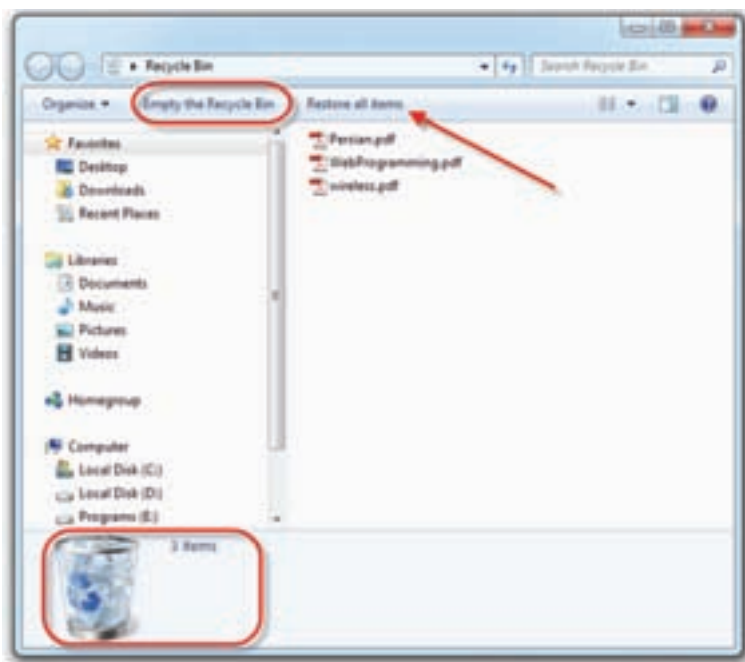 Recycle Bin
Search Recycle Bin
Organize
Empty the Recycle Bin
Restore all items
Favorites
Desktop
Downloads
Recent Places
Libraries
Documents
Music
Pictures
Videos
Homegroup
Computer
Local Disk (C:)
Local Disk (D:)
Programs (E:)
Persian.pdf
WebProgramming.pdf
wireless.pdf
3 items